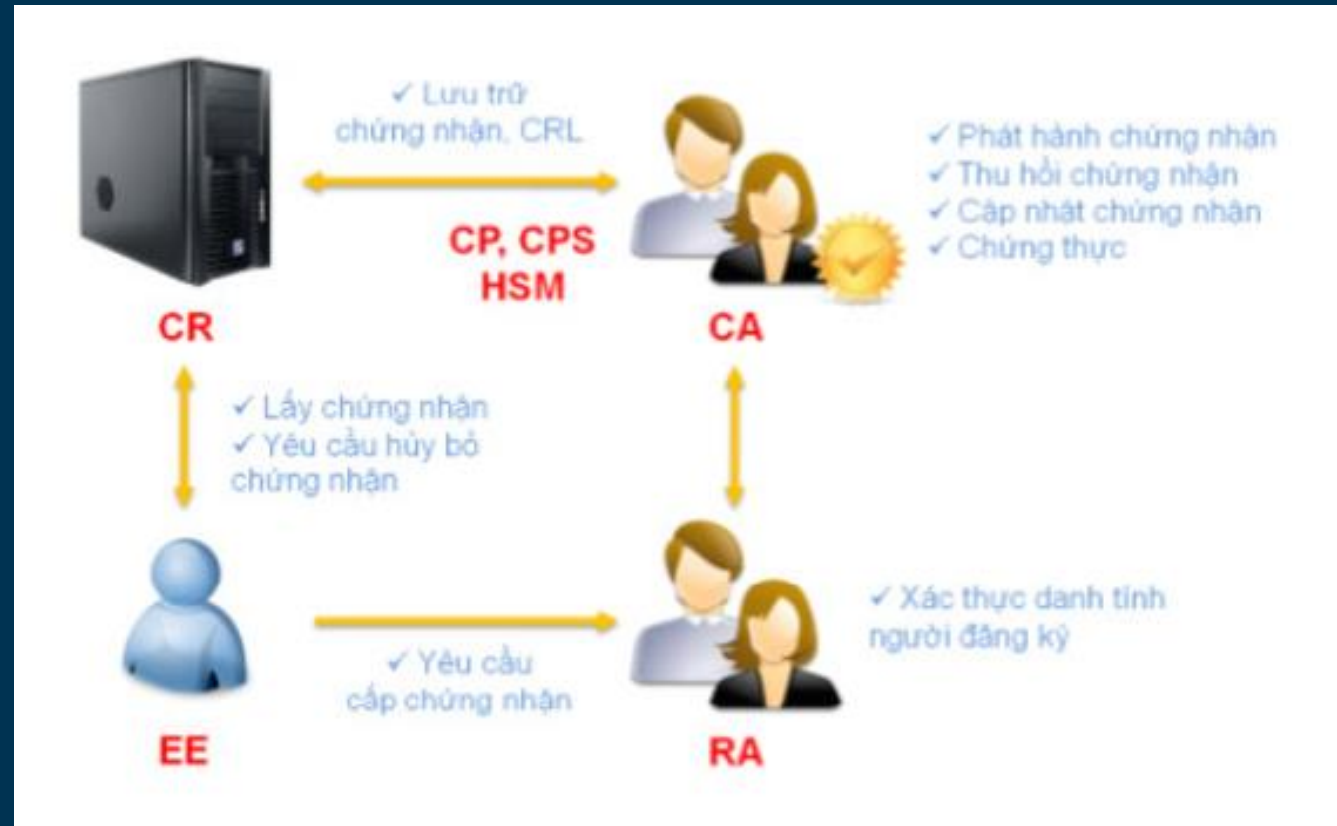 ✓ Lưu trữ
chứng nhận, CRL
CP, CPS
HSM
CR
CA
✓ Phát hành chứng nhận
✓ Thu hồi chứng nhận
✓ Cập nhật chứng nhận
✓ Chứng thực
✓ Lấy chứng nhận
✓ Yêu cầu hủy bỏ
chứng nhận
✓ Yêu cầu
cấp chứng nhận
✓ Xác thực danh tính
người đăng ký
EE
RA